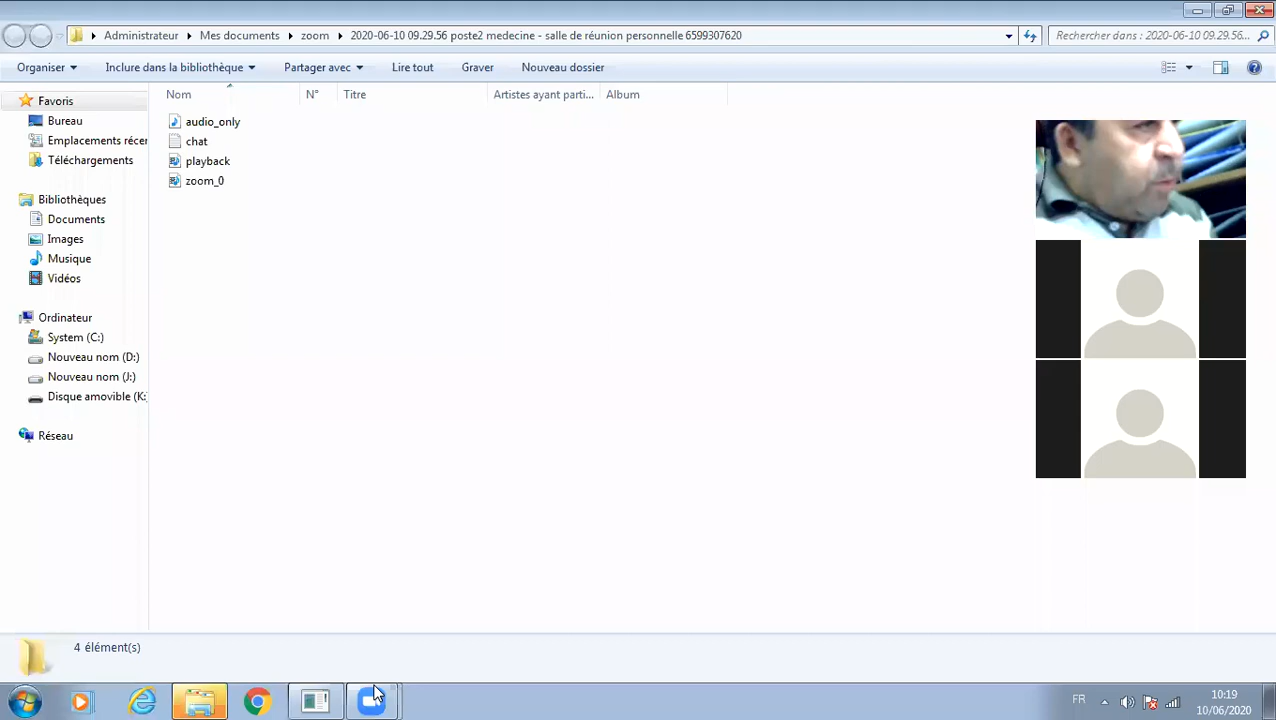 Administrateur Mes documents zoom 2020-06-10 09.29.56 poste2 medecine - salle de réunion personnelle 6599307620 Rechercher dans : 2020-06-10 09.29.56...
Organiser Inclure dans la bibliothèque Partager avec Lire tout Graver Nouveau dossier
Nom N° Titre Artistes ayant parti... Album
Favoris
Bureau
Emplacements récer
Téléchargements
Bibliothèques
Documents
Images
Musique
Vidéos
Ordinateur
System (C:)
Nouveau nom (D:)
Nouveau nom (J:)
Disque amovible (K:
Réseau
audio_only
chat
playback
zoom_0
4 élément(s)
FR
10:19
10/06/2020